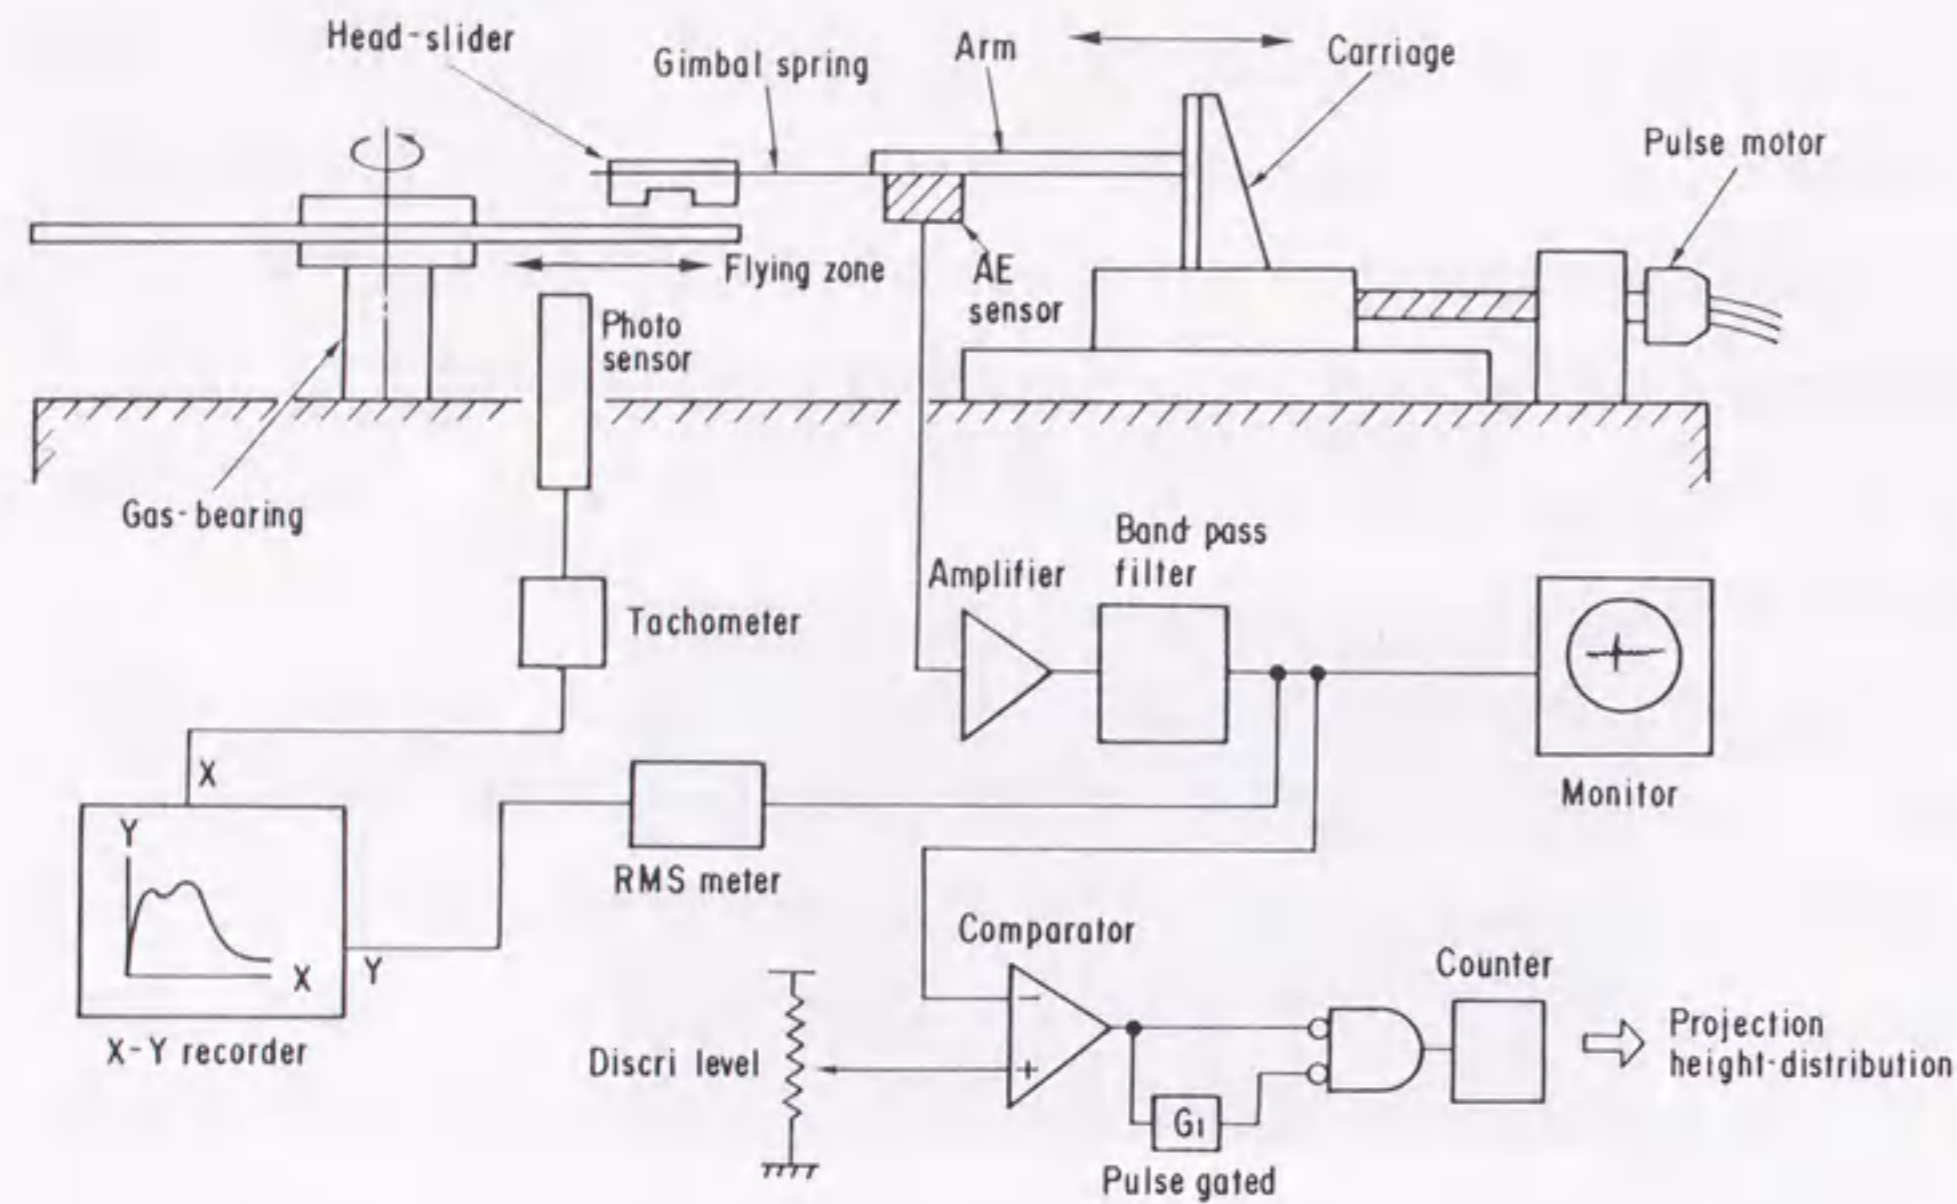 Head-slider
Gimbal spring
Arm
Carriage
Pulse motor
Flying zone
AE
sensor
Photo
sensor
Gas-bearing
Band pass
filter
Amplifier
Tachometer
X
Monitor
Y
X
Y
RMS meter
X-Y recorder
Comparator
Counter
−
+
Discri level
Projection
height-distribution
G1
Pulse gated